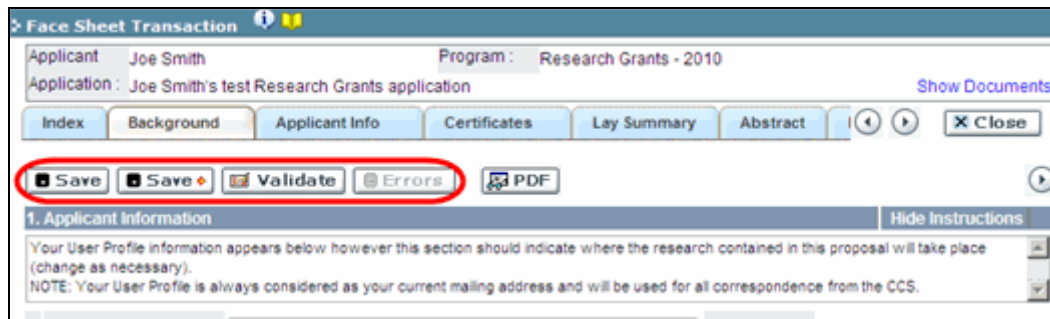 Face Sheet Transaction
Applicant Joe Smith Program : Research Grants - 2010
Application : Joe Smith's test Research Grants application Show Documents
Index Background Applicant Info Certificates Lay Summary Abstract Close
Save Save Validate Errors PDF
1. Applicant Information Hide Instructions
Your User Profile information appears below however this section should indicate where the research contained in this proposal will take place
(change as necessary).
NOTE: Your User Profile is always considered as your current mailing address and will be used for all correspondence from the CCS.